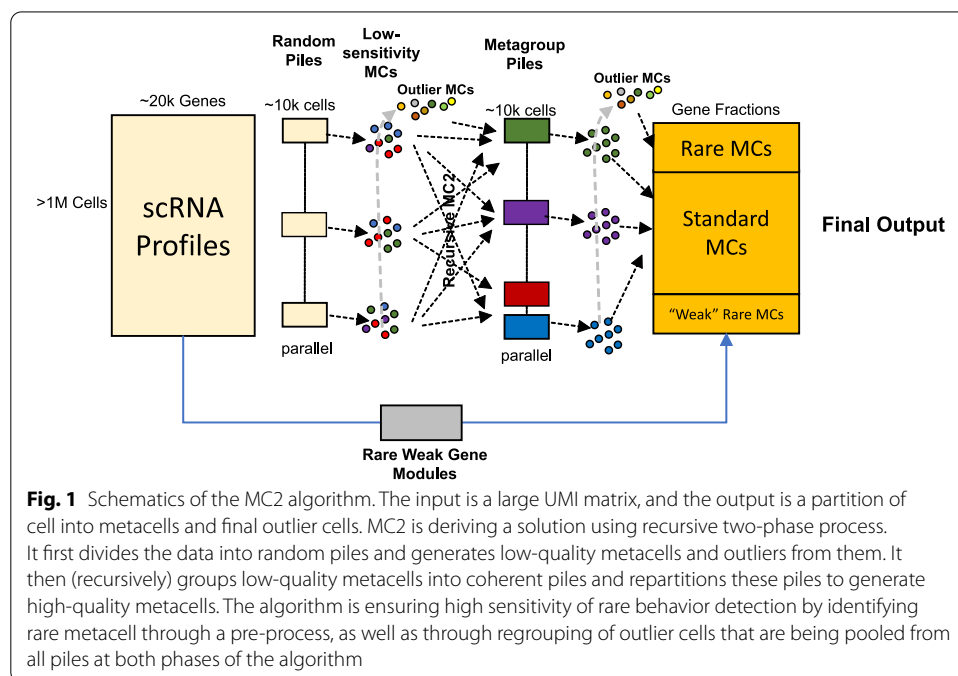 Random
Piles
Low-
sensitivity
MCs
Metagroup
Piles
Outlier MCs
Outlier MCs
~20k Genes
~10k cells
~10k cells
Gene Fractions
>1M Cells
scRNA
Profiles
Recursive MC2
Rare MCs
Standard
MCs
"Weak" Rare MCs
Final Output
parallel
parallel
Rare Weak Gene
Modules
Fig. 1 Schematics of the MC2 algorithm. The input is a large UMI matrix, and the output is a partition of
cell into metacells and final outlier cells. MC2 is deriving a solution using recursive two-phase process.
It first divides the data into random piles and generates low-quality metacells and outliers from them. It
then (recursively) groups low-quality metacells into coherent piles and repartitions these piles to generate
high-quality metacells. The algorithm is ensuring high sensitivity of rare behavior detection by identifying
rare metacell through a pre-process, as well as through regrouping of outlier cells that are being pooled from
all piles at both phases of the algorithm